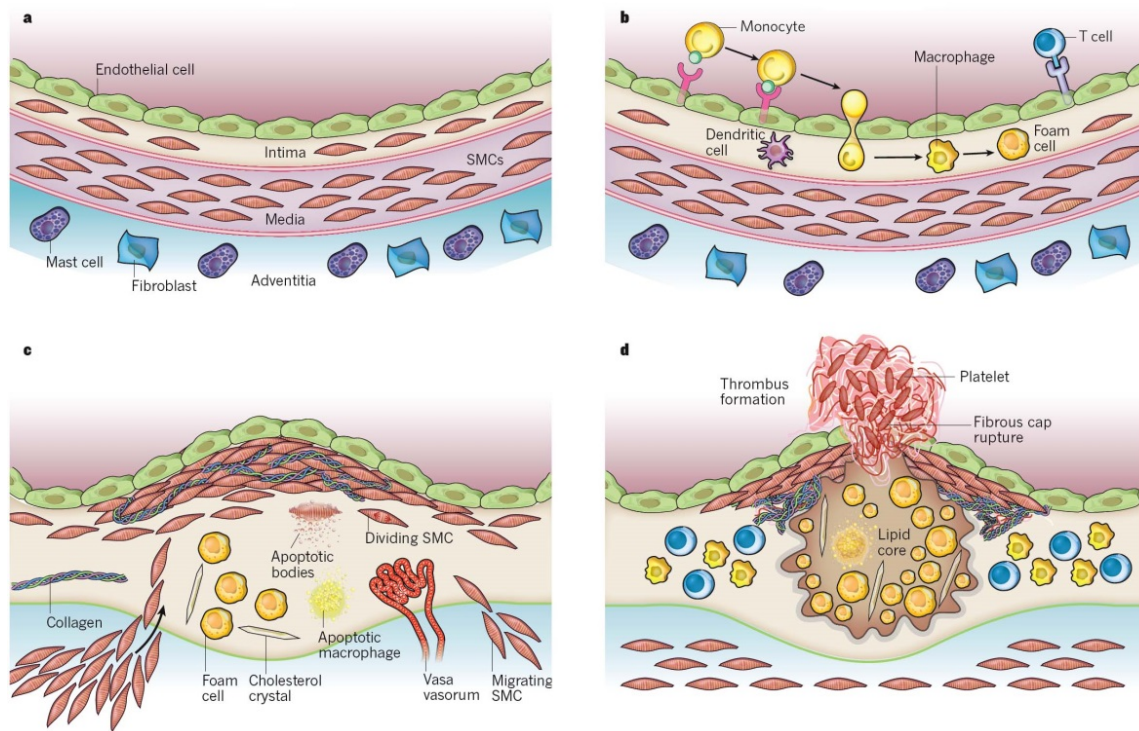 a
Endothelial cell
Intima
SMCs
Media
Mast cell
Fibroblast
Adventitia
b
Monocyte
T cell
Macrophage
Dendritic
cell
Foam
cell
c
Dividing SMC
Apoptotic
bodies
Collagen
Apoptotic
macrophage
Foam
cell
Cholesterol
crystal
Vasa
vasorum
Migrating
SMC
d
Thrombus
formation
Platelet
Fibrous cap
rupture
Lipid
core